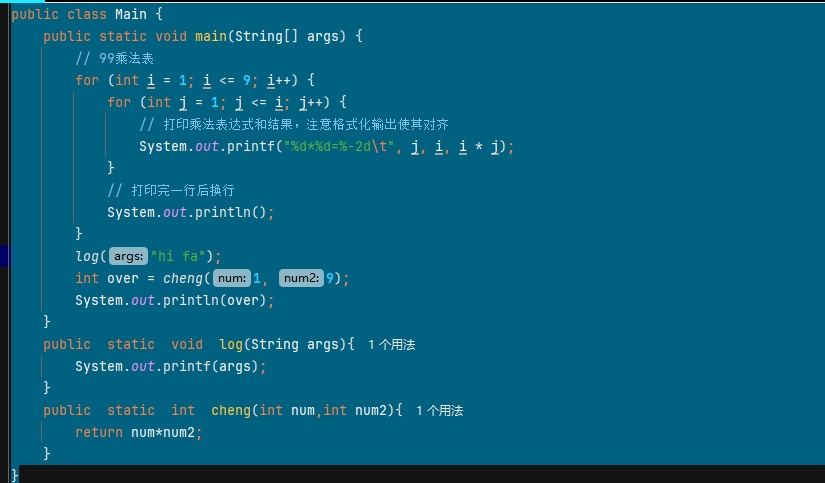 public class Main {
    public static void main(String[] args) {
        // 99乘法表
        for (int i = 1; i <= 9; i++) {
            for (int j = 1; j <= i; j++) {
                // 打印乘法表达式和结果，注意格式化输出使其对齐
                System.out.printf("%d*%d=%-2d\t", j, i, i * j);
            }
            // 打印完一行后换行
            System.out.println();
        }
        log( args: "hi fa");
        int over = cheng( num: 1, num2: 9);
        System.out.println(over);
    }
    public  static  void  log(String args){ 1 个用法
        System.out.printf(args);
    }
    public  static  int  cheng(int num,int num2){ 1 个用法
        return num*num2;
    }
}